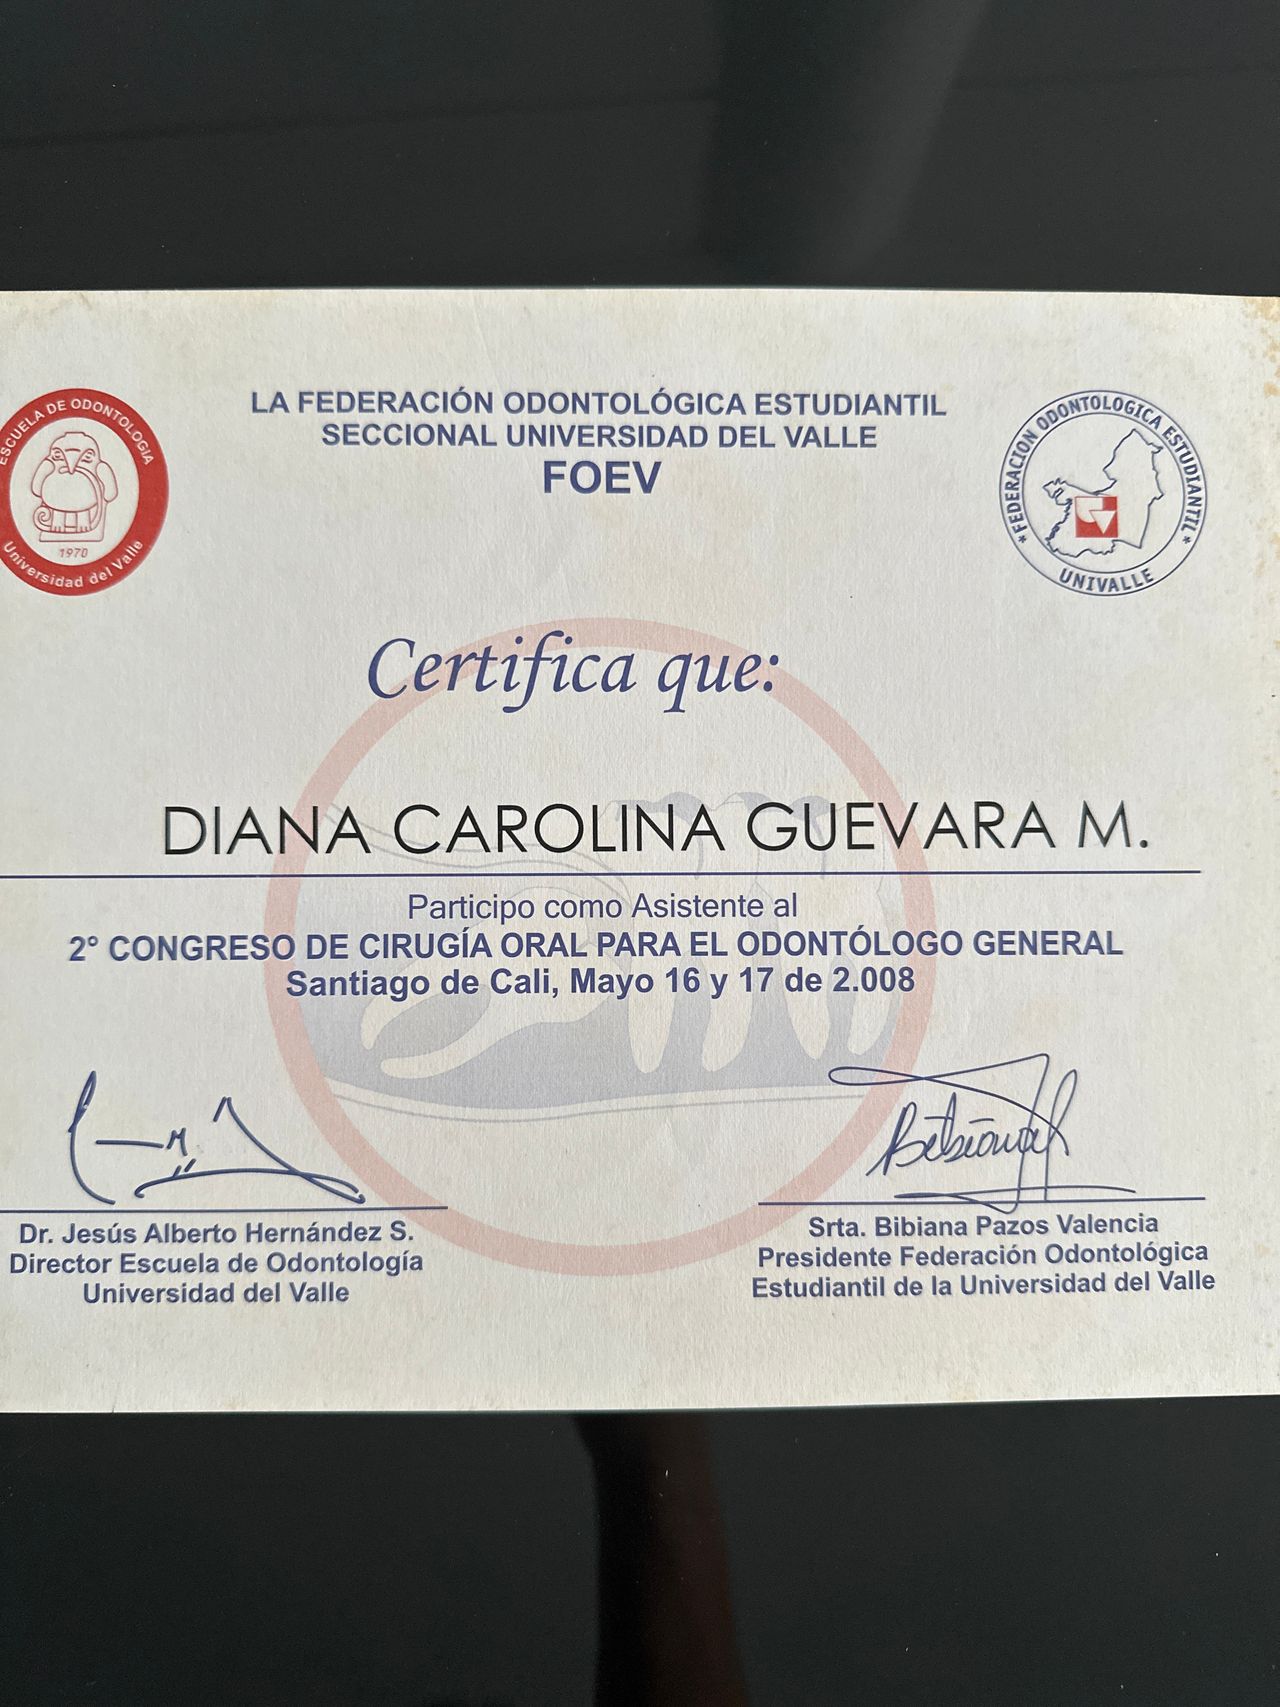 LA FEDERACIÓN ODONTOLÓGICA ESTUDIANTIL
SECCIONAL UNIVERSIDAD DEL VALLE
FOEV
ESCUELA DE ODONTOLOGÍA
1970
Universidad del Valle
*FEDERACION ODONTOLOGICA ESTUDIANTIL*
UNIVALLE
Certifica que:
DIANA CAROLINA GUEVARA M.
Participo como Asistente al
2° CONGRESO DE CIRUGÍA ORAL PARA EL ODONTÓLOGO GENERAL
Santiago de Cali, Mayo 16 y 17 de 2.008
Dr. Jesús Alberto Hernández S.
Director Escuela de Odontología
Universidad del Valle
Srta. Bibiana Pazos Valencia
Presidente Federación Odontológica
Estudiantil de la Universidad del Valle